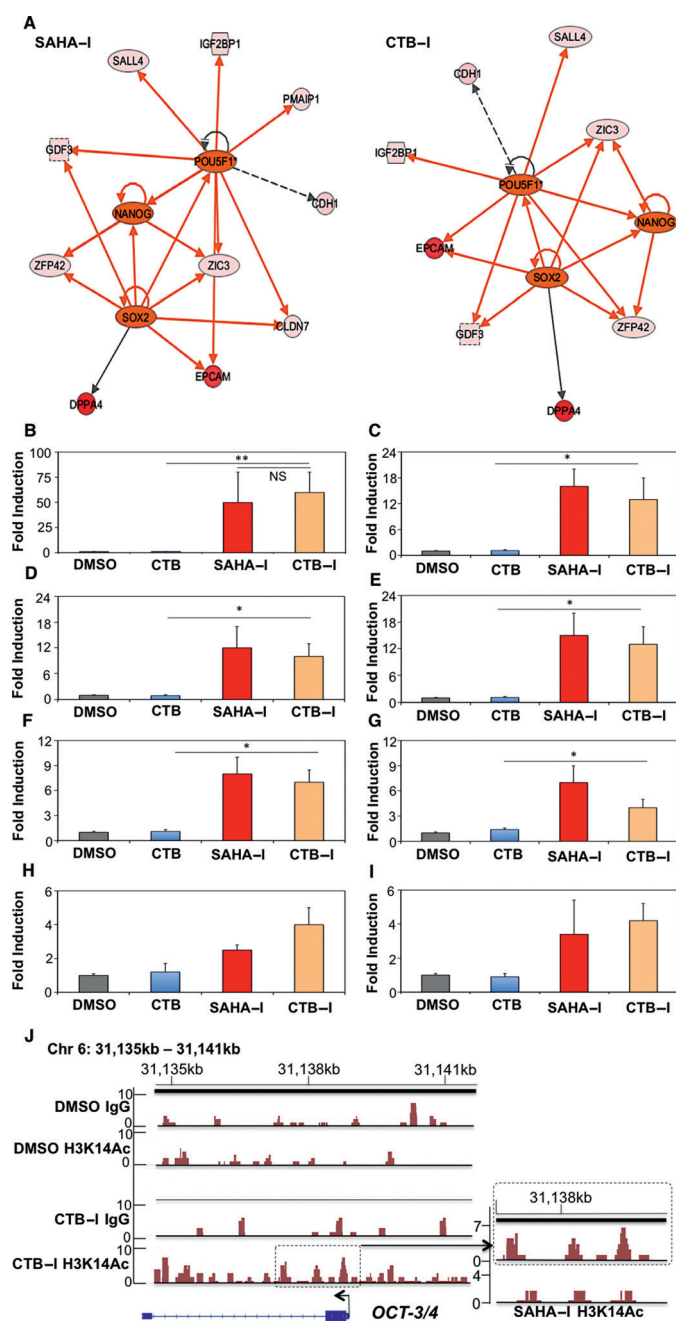 A
SAHA–I
CTB–I
IGF2BP1
SALL4
PMAIP1
GDF3
POU5F1*
CDH1
NANOG
ZFP42
ZIC3
SOX2
CLDN7
EPCAM
DPPA4
SALL4
CDH1
ZIC3
IGF2BP1
POU5F1*
NANOG
EPCAM
SOX2
GDF3
ZFP42
DPPA4
B
Fold Induction
100
75
50
25
0
**
NS
DMSO CTB SAHA–I CTB–I
C
Fold Induction
24
18
12
6
0
*
DMSO CTB SAHA–I CTB–I
D
Fold Induction
24
18
12
6
0
*
DMSO CTB SAHA–I CTB–I
E
Fold Induction
24
18
12
6
0
*
DMSO CTB SAHA–I CTB–I
F
Fold Induction
12
9
6
3
0
*
DMSO CTB SAHA–I CTB–I
G
Fold Induction
12
9
6
3
0
*
DMSO CTB SAHA–I CTB–I
H
Fold Induction
6
4
2
0
DMSO CTB SAHA–I CTB–I
I
Fold Induction
6
4
2
0
DMSO CTB SAHA–I CTB–I
J
Chr 6: 31,135kb – 31,141kb
31,135kb 31,138kb 31,141kb
10
DMSO IgG
0
10
DMSO H3K14Ac
0
10
CTB–I IgG
0
10
CTB–I H3K14Ac
0
OCT-3/4
31,138kb
7
0
4
0
SAHA–I H3K14Ac